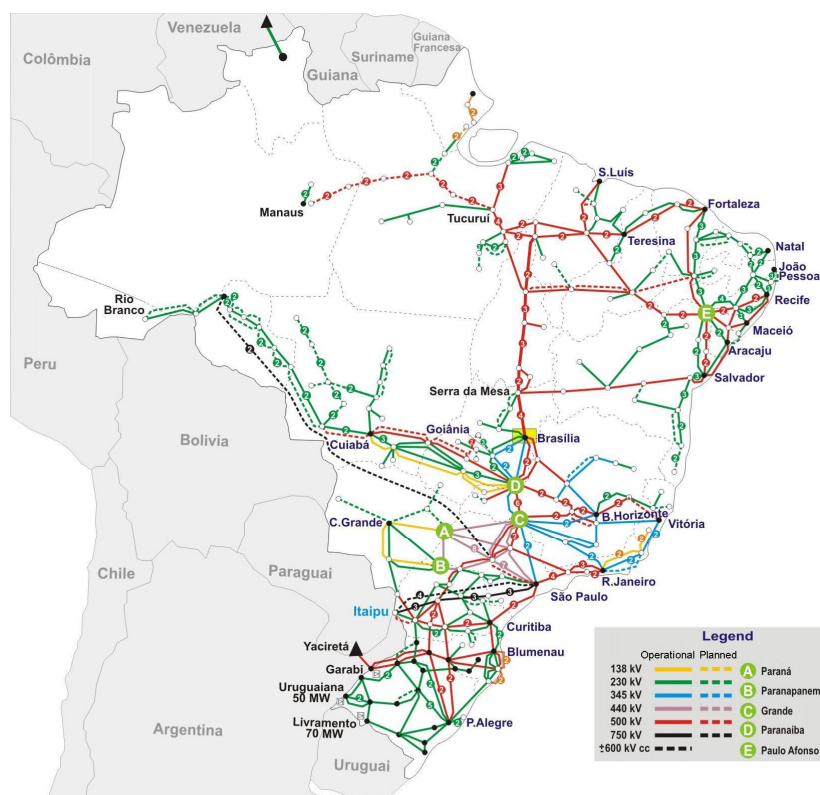 Venezuela
Guiana
Francesa
Suriname
Colômbia
Guiana
S.Luís
Manaus
Tucuruí
Fortaleza
Teresina
Natal
João
Pessoa
Recife
Rio
Branco
E
Maceió
Aracaju
Peru
Salvador
Serra da Mesa
Goiânia
Brasília
Bolivia
Cuiabá
D
C.Grande
A
C
B.Horizonte
Vitória
B
Chile
Paraguai
R.Janeiro
São Paulo
Itaipu
Curitiba
Yaciretá
Blumenau
Garabi
Uruguaiana
50 MW
Livramento
70 MW
P.Alegre
Argentina
Uruguai
Legend
Operational Planned
138 kV A Paraná
230 kV
345 kV B Paranapanem
440 kV C Grande
500 kV D Paranaiba
750 kV
±600 kV cc E Paulo Afonso